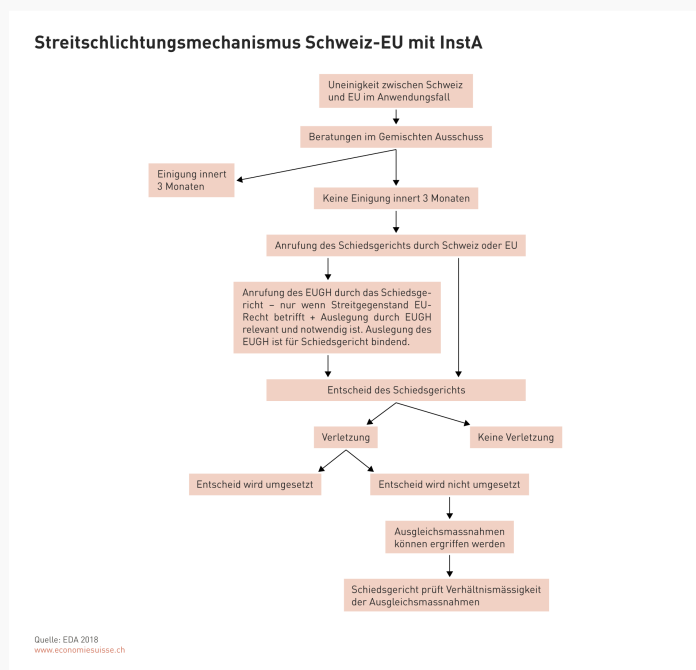 Streitschlichtungsmechanismus Schweiz-EU mit InstA
Uneinigkeit zwischen Schweiz
und EU im Anwendungsfall
Beratungen im Gemischten Ausschuss
Einigung innert
3 Monaten
Keine Einigung innert 3 Monaten
Anrufung des Schiedsgerichts durch Schweiz oder EU
Anrufung des EUGH durch das Schiedsge-
richt – nur wenn Streitgegenstand EU-
Recht betrifft + Auslegung durch EUGH
relevant und notwendig ist. Auslegung des
EUGH ist für Schiedsgericht bindend.
Entscheid des Schiedsgerichts
Verletzung
Keine Verletzung
Entscheid wird umgesetzt
Entscheid wird nicht umgesetzt
Ausgleichsmassnahmen
können ergriffen werden
Schiedsgericht prüft Verhältnismässigkeit
der Ausgleichsmassnahmen
Quelle: EDA 2018
www.economiesuisse.ch